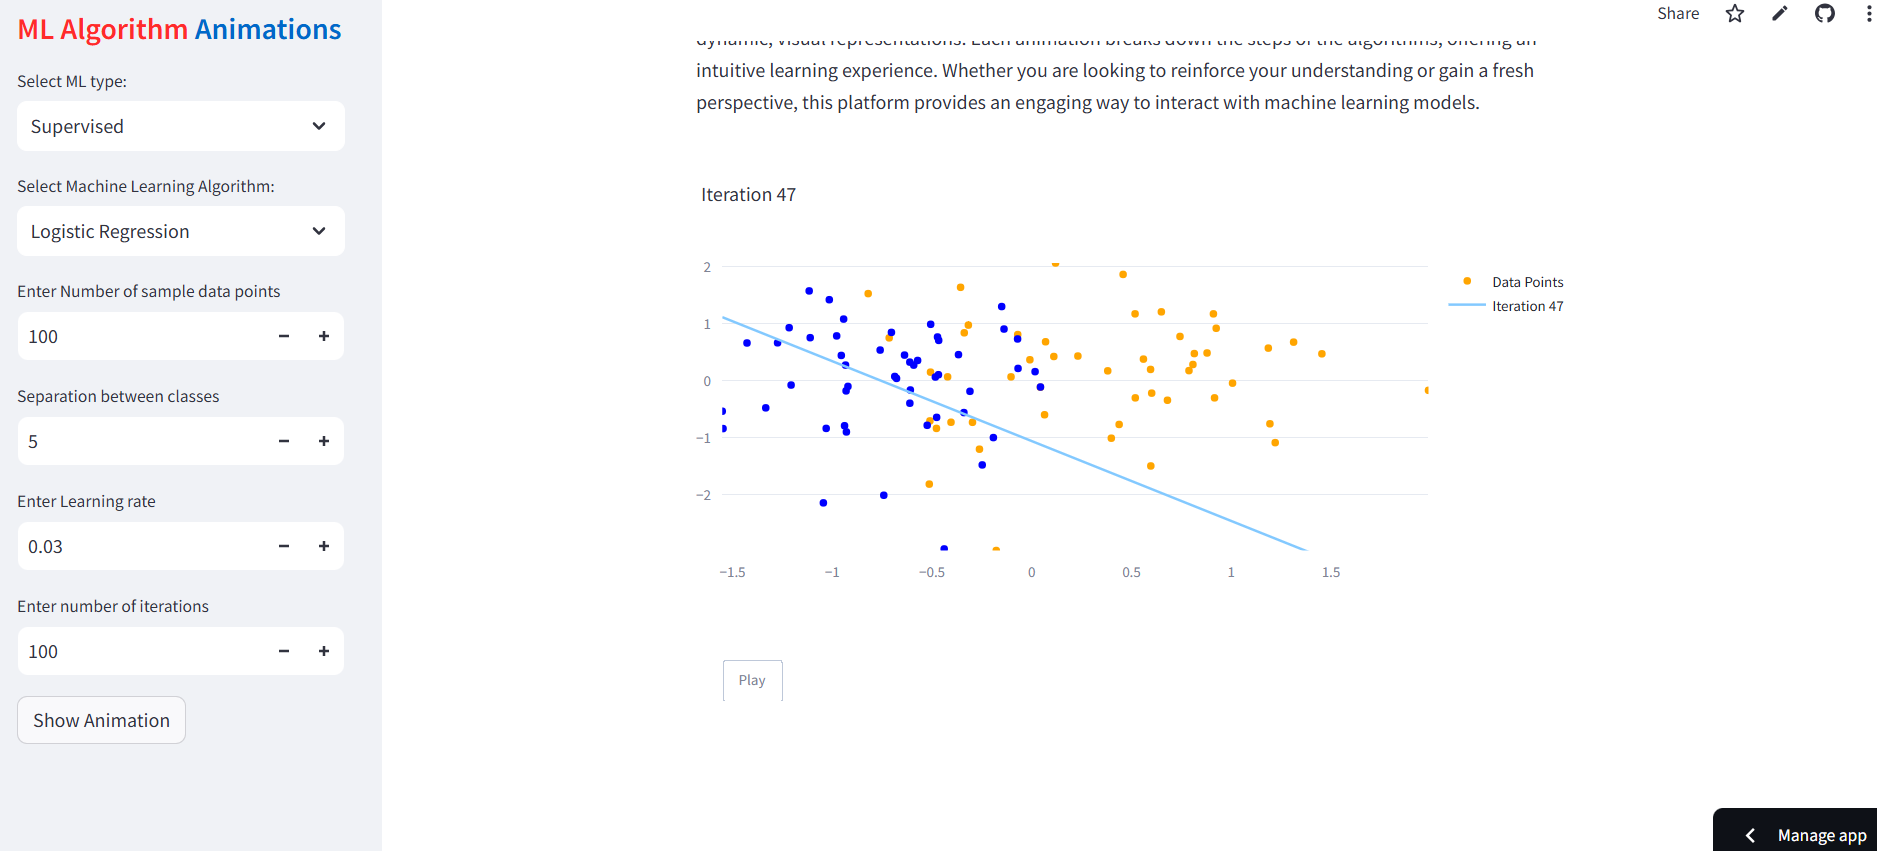 ML Algorithm Animations
Select ML type:
Supervised
Select Machine Learning Algorithm:
Logistic Regression
Enter Number of sample data points
100
Separation between classes
5
Enter Learning rate
0.03
Enter number of iterations
100
Show Animation
Share
dynamic, visual representations. Each animation breaks down the steps of the algorithms, offering an
intuitive learning experience. Whether you are looking to reinforce your understanding or gain a fresh
perspective, this platform provides an engaging way to interact with machine learning models.
Iteration 47
2
1
0
−1
−2
−1.5 −1 −0.5 0 0.5 1 1.5
Data Points
Iteration 47
Play
Manage app